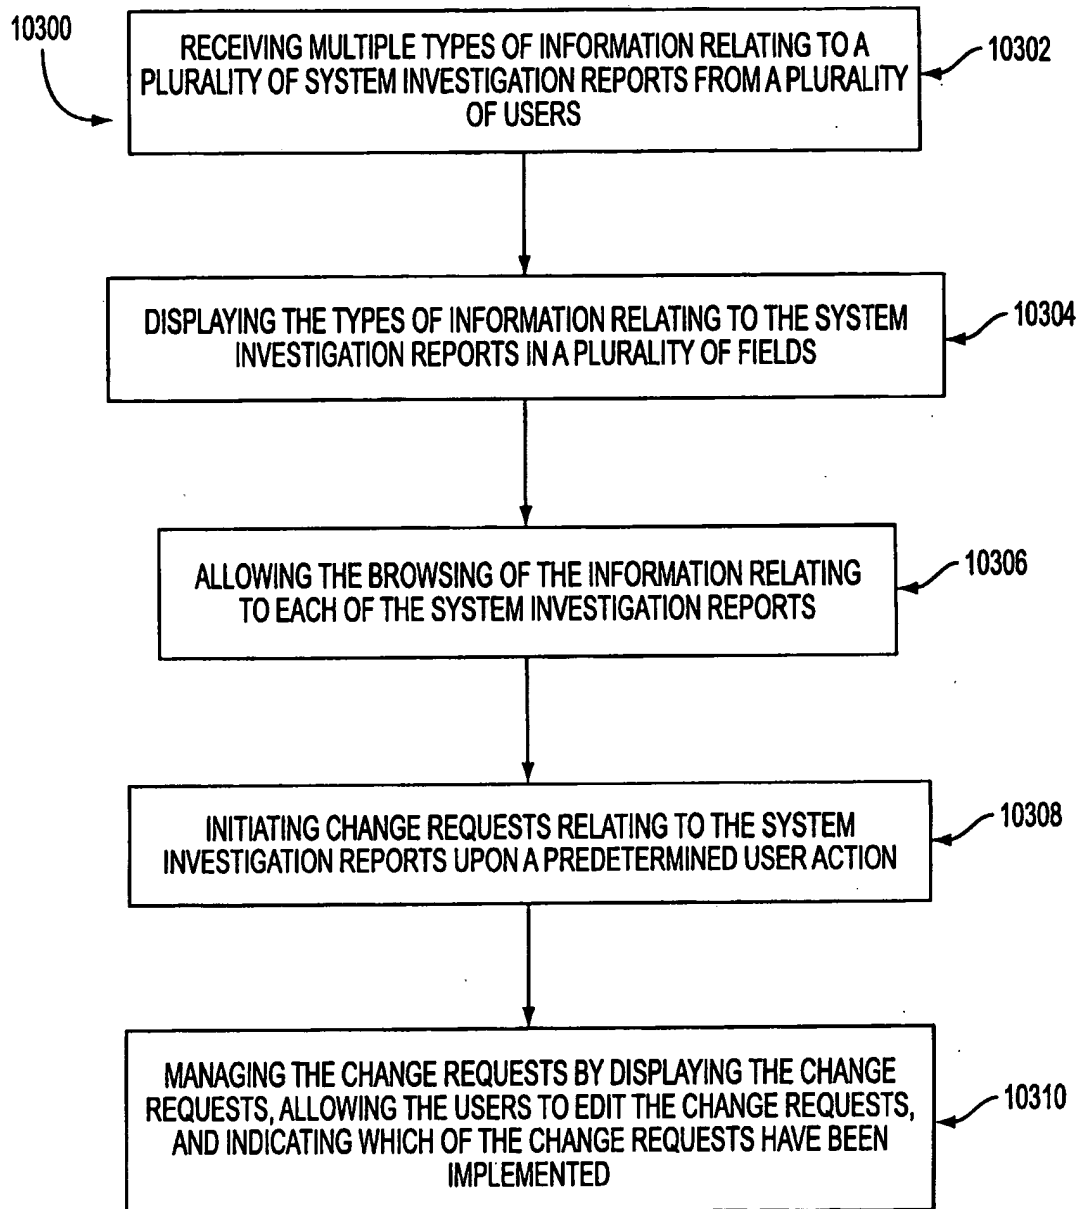 10300
RECEIVING MULTIPLE TYPES OF INFORMATION RELATING TO A
PLURALITY OF SYSTEM INVESTIGATION REPORTS FROM A PLURALITY
OF USERS
10302
DISPLAYING THE TYPES OF INFORMATION RELATING TO THE SYSTEM
INVESTIGATION REPORTS IN A PLURALITY OF FIELDS
10304
ALLOWING THE BROWSING OF THE INFORMATION RELATING
TO EACH OF THE SYSTEM INVESTIGATION REPORTS
10306
INITIATING CHANGE REQUESTS RELATING TO THE SYSTEM
INVESTIGATION REPORTS UPON A PREDETERMINED USER ACTION
10308
MANAGING THE CHANGE REQUESTS BY DISPLAYING THE CHANGE
REQUESTS, ALLOWING THE USERS TO EDIT THE CHANGE REQUESTS,
AND INDICATING WHICH OF THE CHANGE REQUESTS HAVE BEEN
IMPLEMENTED
10310